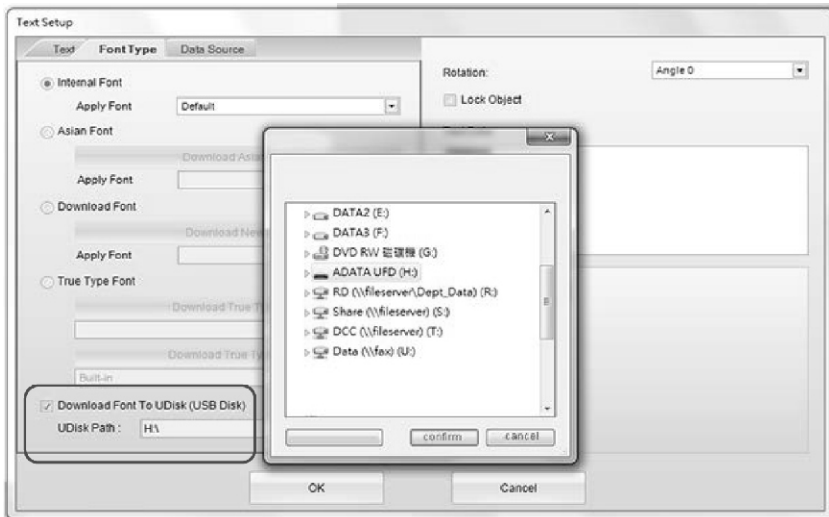 Text Setup
Text Font Type Data Source
Internal Font
Apply Font Default
Asian Font
Download Asia
Apply Font
Download Font
Download New
Apply Font
True Type Font
Download True T
Download True Ty
Built-in
Download Font To UDisk (USB Disk)
UDisk Path : H:\
Rotation: Angle 0
Lock Object
DATA2 (E:)
DATA3 (F:)
DVD RW 磁碟機 (G:)
ADATA UFD (H:)
RD (\\fileserver\Dept_Data) (R:)
Share (\\fileserver) (S:)
DCC (\\fileserver) (T:)
Data (\\fax) (U:)
confirm cancel
OK Cancel